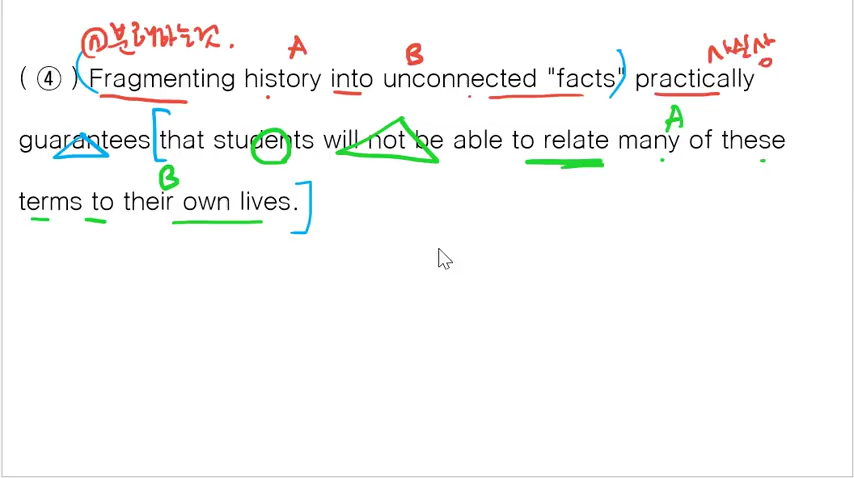 ⓝ분해하는것. A B 사실상
( ④ ) Fragmenting history into unconnected "facts" practically
A
guarantees that students will not be able to relate many of these
B
terms to their own lives.